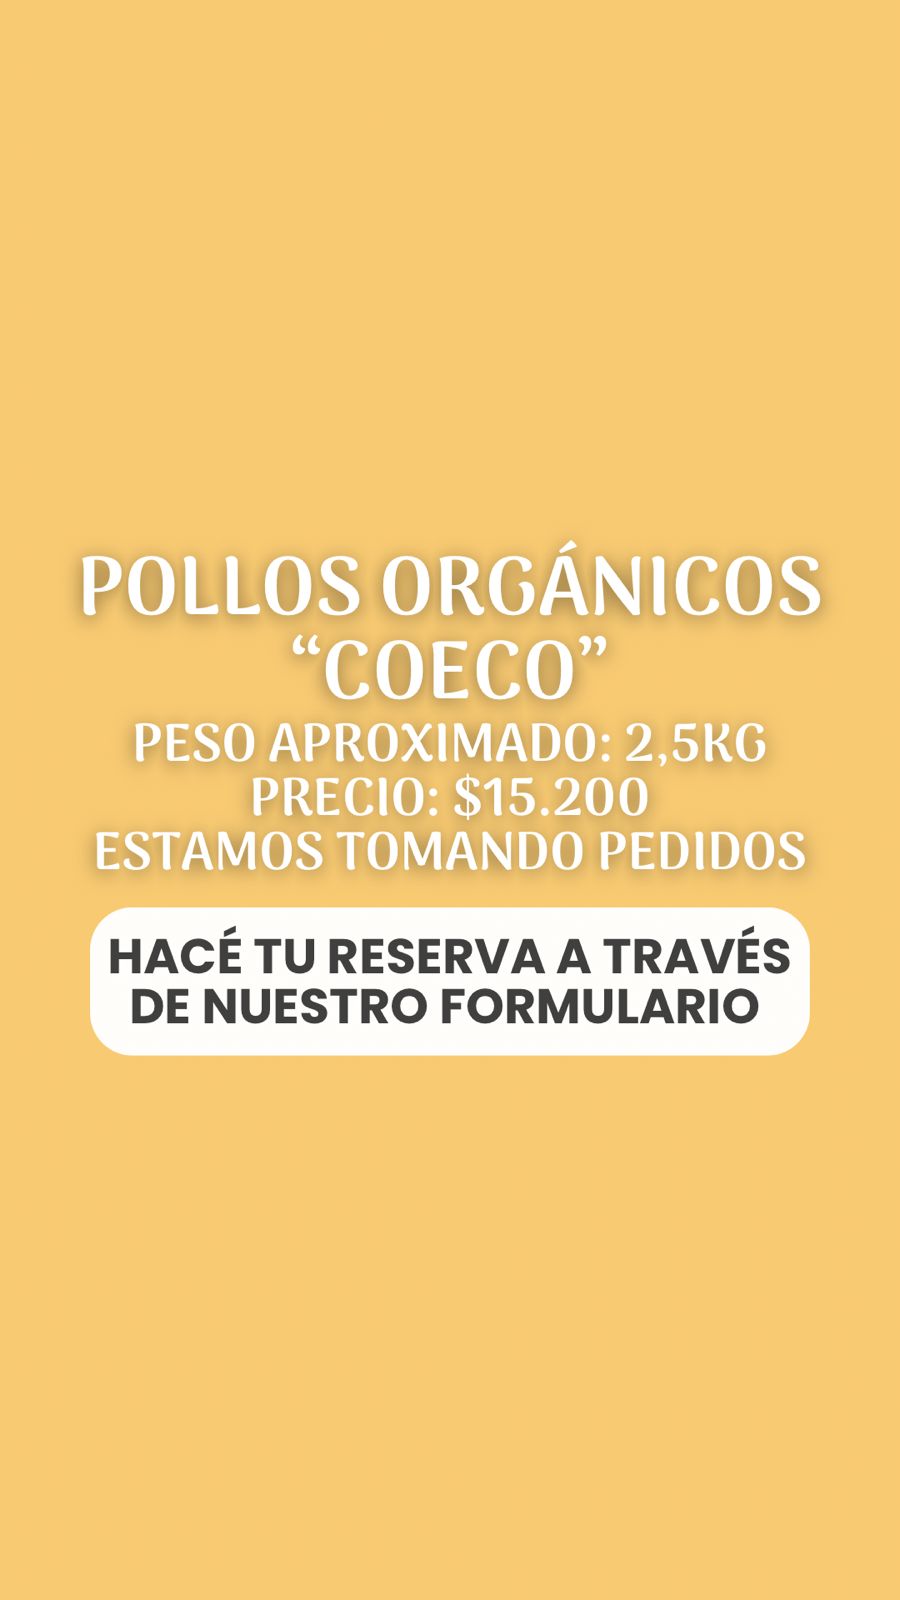 POLLOS ORGÁNICOS
“COECO”
PESO APROXIMADO: 2,5KG
PRECIO: $15.200
ESTAMOS TOMANDO PEDIDOS
HACÉ TU RESERVA A TRAVÉS
DE NUESTRO FORMULARIO